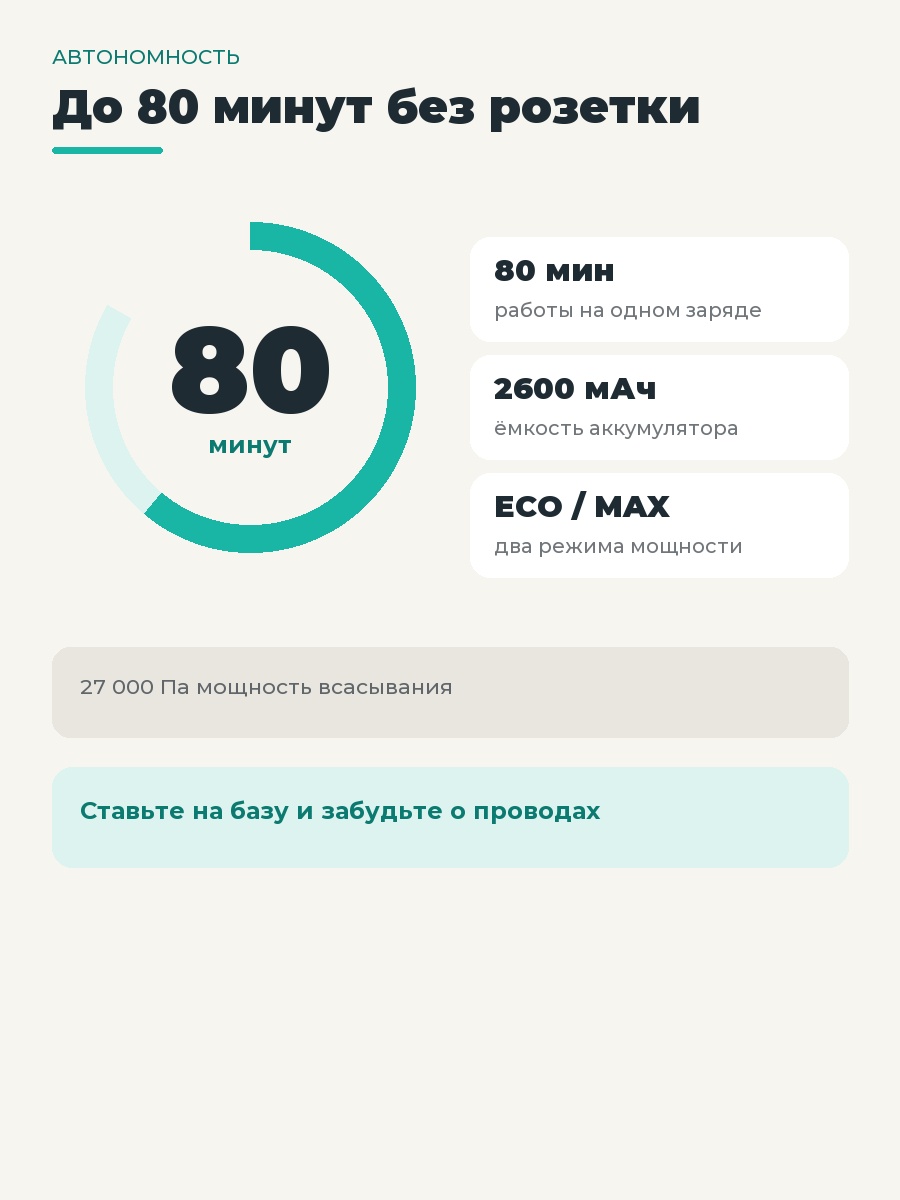 АВТОНОМНОСТЬ
До 80 минут без розетки
80
минут
80 мин
работы на одном заряде
2600 мАч
ёмкость аккумулятора
ECO / MAX
два режима мощности
27 000 Па мощность всасывания
Ставьте на базу и забудьте о проводах